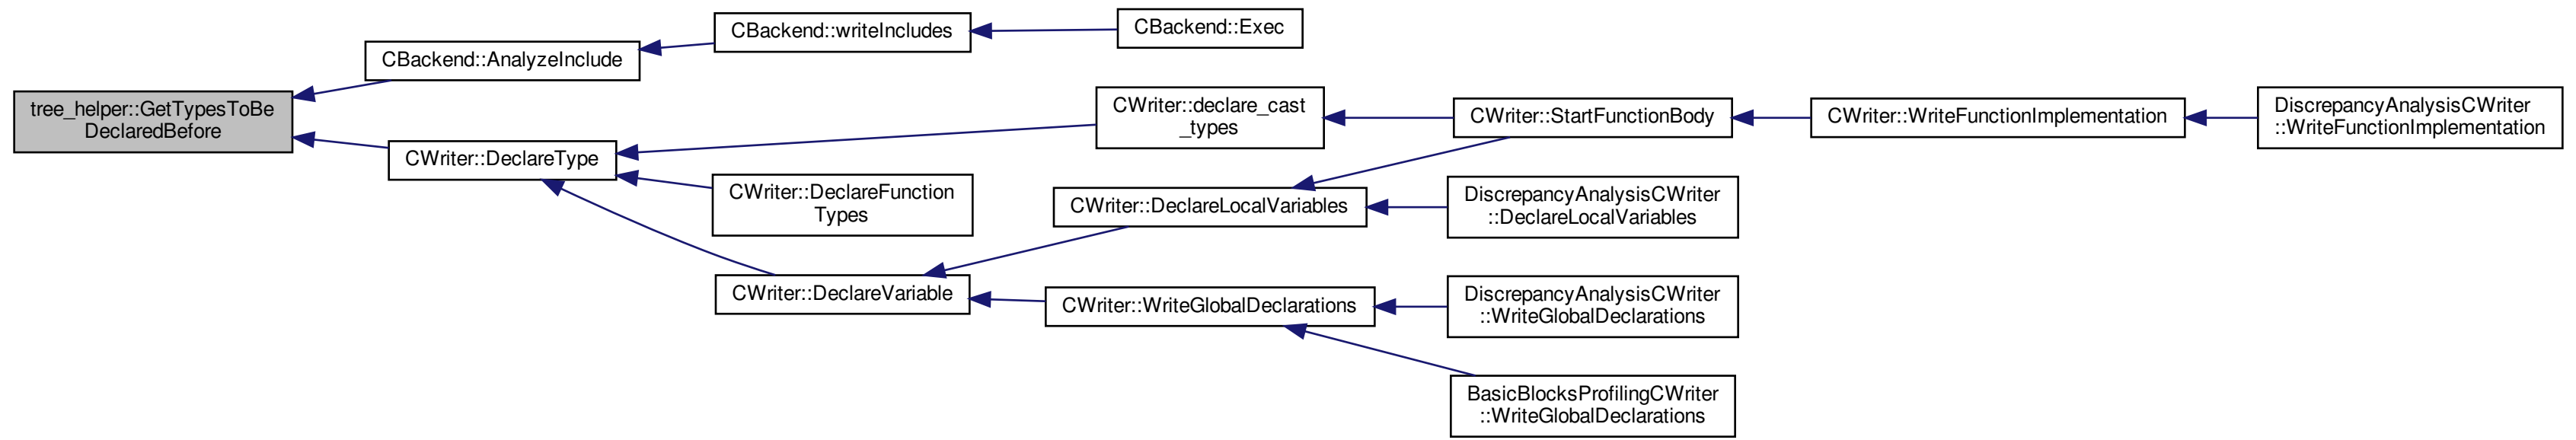 tree_helper::GetTypesToBe
DeclaredBefore
CBackend::AnalyzeInclude
CBackend::writeIncludes
CBackend::Exec
CWriter::DeclareType
CWriter::declare_cast
_types
CWriter::StartFunctionBody
CWriter::WriteFunctionImplementation
DiscrepancyAnalysisCWriter
::WriteFunctionImplementation
CWriter::DeclareFunction
Types
CWriter::DeclareVariable
CWriter::DeclareLocalVariables
DiscrepancyAnalysisCWriter
::DeclareLocalVariables
CWriter::WriteGlobalDeclarations
DiscrepancyAnalysisCWriter
::WriteGlobalDeclarations
BasicBlocksProfilingCWriter
::WriteGlobalDeclarations